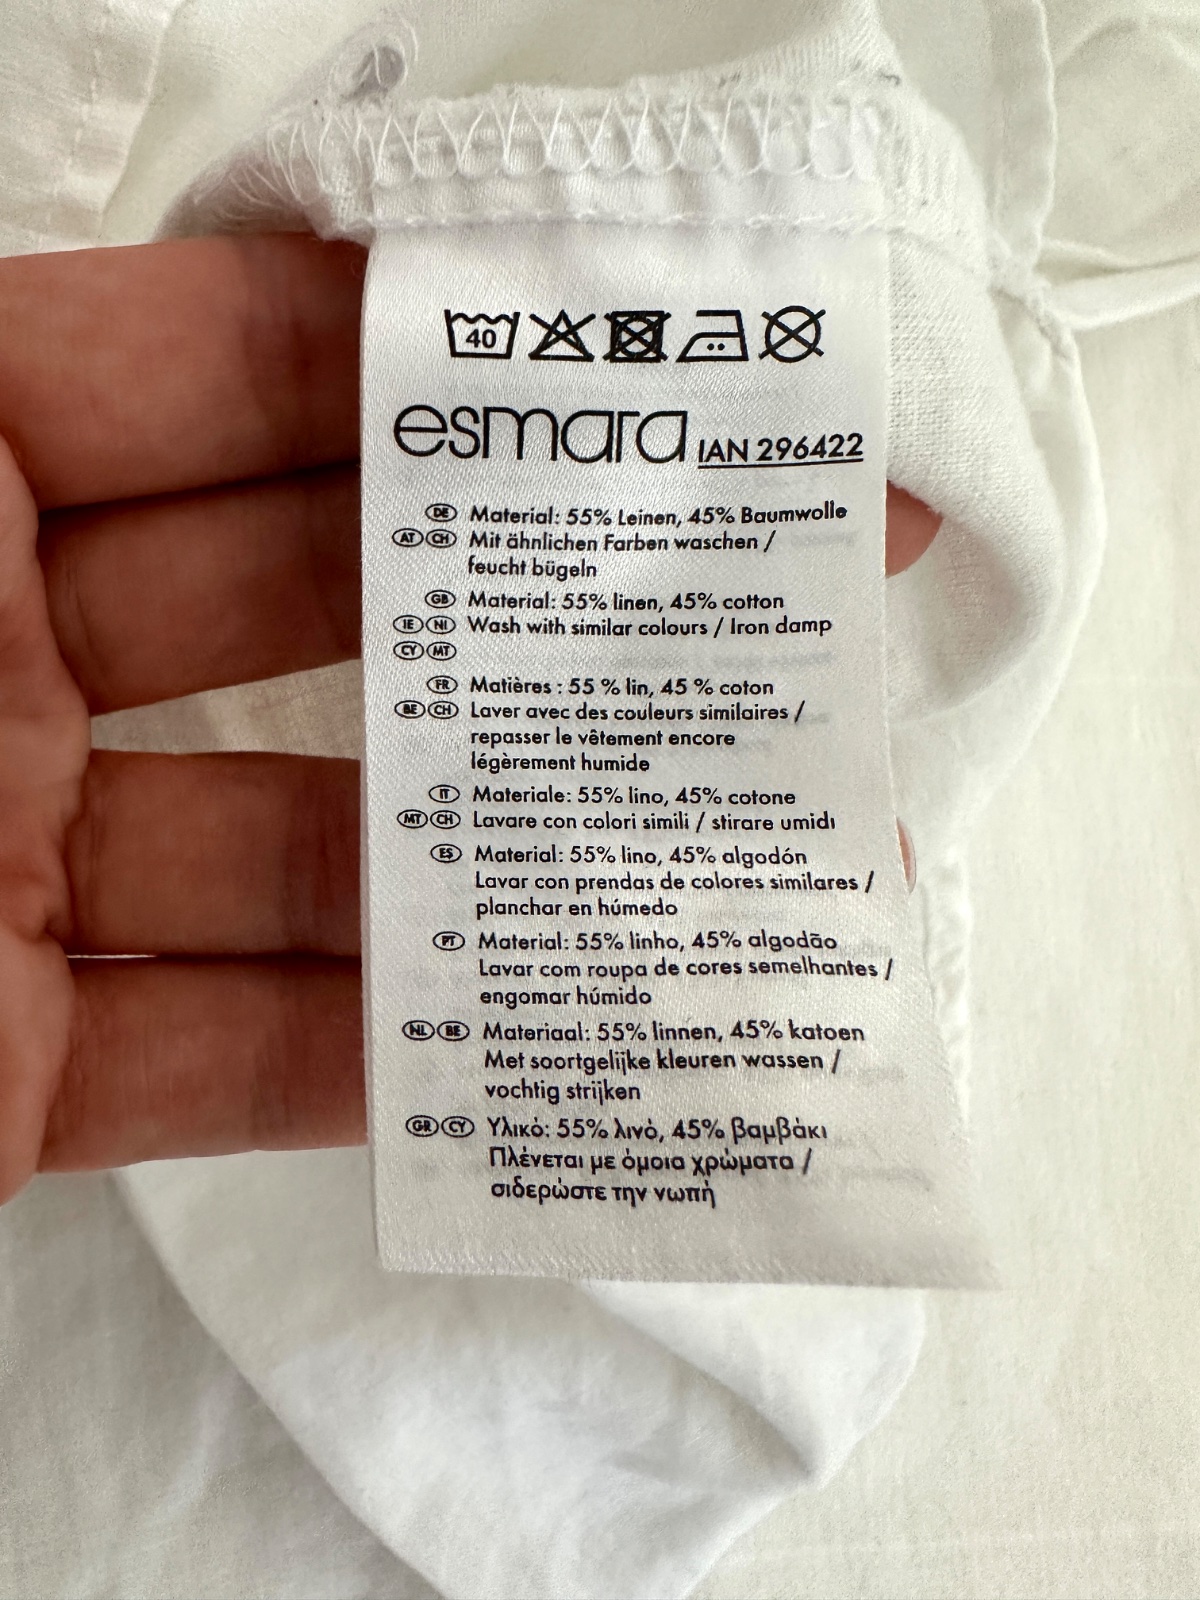 40
esmara IAN 296422
DE Material: 55% Leinen, 45% Baumwolle
AT CH Mit ähnlichen Farben waschen /
feucht bügeln
GB Material: 55% linen, 45% cotton
IE NI Wash with similar colours / Iron damp
CY MT
FR Matières : 55 % lin, 45 % coton
BE CH Laver avec des couleurs similaires /
repasser le vêtement encore
légèrement humide
IT Materiale: 55% lino, 45% cotone
MT CH Lavare con colori simili / stirare umidi
ES Material: 55% lino, 45% algodón
Lavar con prendas de colores similares /
planchar en húmedo
PT Material: 55% linho, 45% algodão
Lavar com roupa de cores semelhantes /
engomar húmido
NL BE Materiaal: 55% linnen, 45% katoen
Met soortgelijke kleuren wassen /
vochtig strijken
GR CY Υλικό: 55% λινό, 45% βαμβάκι
Πλένεται με όμοια χρώματα /
σιδερώστε την νωπή